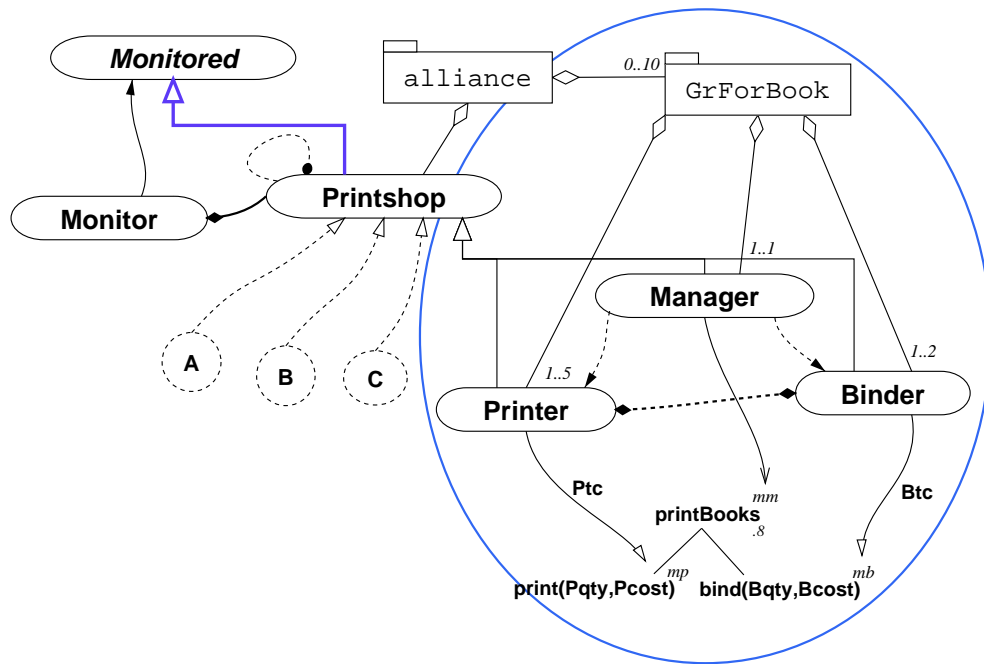 Monitored
alliance
0..10
GrForBook
Printshop
Monitor
1..1
Manager
A
B
C
1..5
1..2
Printer
Binder
Ptc
mm
Btc
printBooks
.8
mp
mb
print(Pqty,Pcost)
bind(Bqty,Bcost)